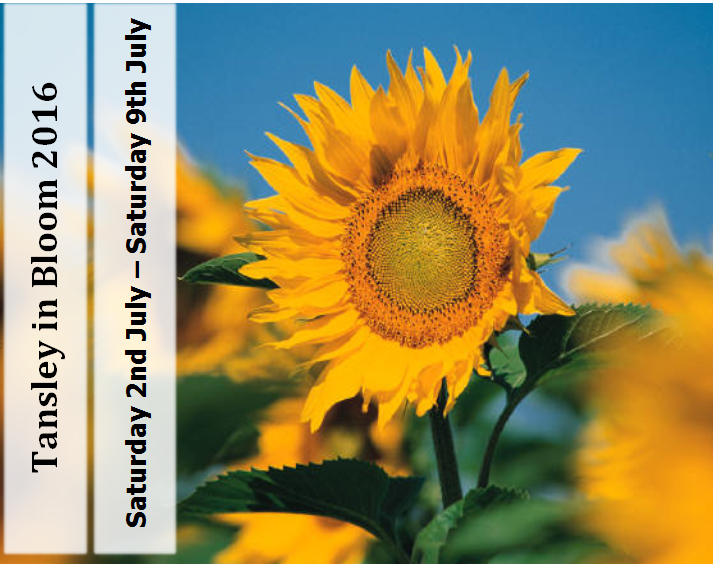 Tansley in Bloom 2016
Saturday 2nd July – Saturday 9th July